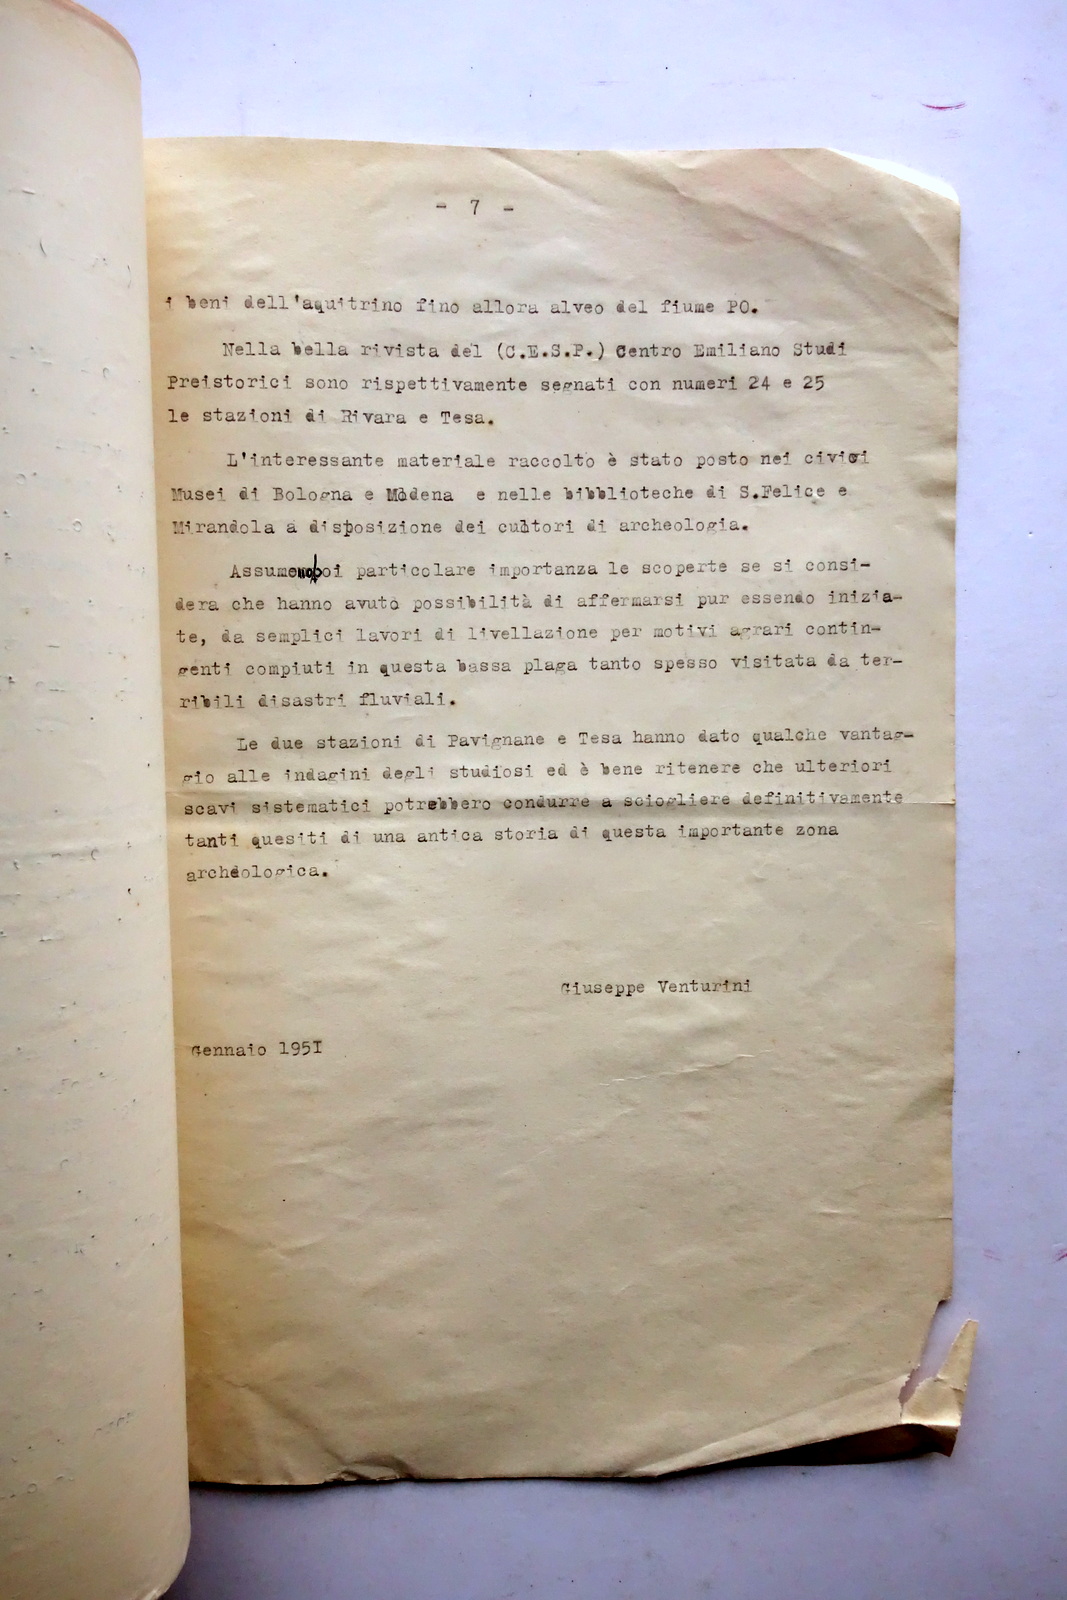 - 7 -
i beni dell'aquitrino fino allora alveo del fiume PO.
Nella bella rivista del (C.E.S.P.) Centro Emiliano Studi
Preistorici sono rispettivamente segnati con numeri 24 e 25
le stazioni di Rivara e Tesa.
L'interessante materiale raccolto è stato posto nei civici
Musei di Bologna e Modena e nelle bibblioteche di S.Felice e
Mirandola a disposizione dei cultori di archeologia.
poi particolare importanza le scoperte se si consi-
dera che hanno avuto possibilità di affermarsi pur essendo inizia-
te, da semplici lavori di livellazione per motivi agrari contin-
genti compiuti in questa bassa plaga tanto spesso visitata da ter-
ribili disastri fluviali.
Le due stazioni di Pavignane e Tesa hanno dato qualche vantag-
gio alle indagini degli studiosi ed è bene ritenere che ulteriori
scavi sistematici potrebbero condurre a sciogliere definitivamente
tanti quesiti di una antica storia di questa importante zona
archeologica.
Giuseppe Venturini
Gennaio 195I